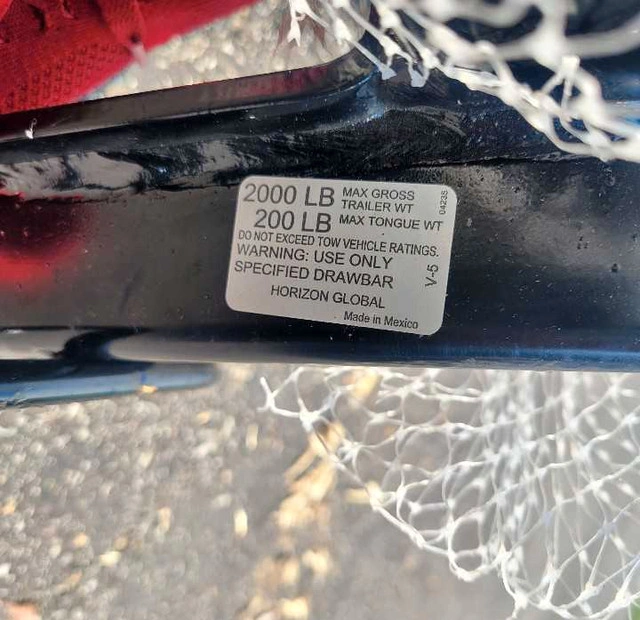 2000 LB MAX GROSS TRAILER WT
200 LB MAX TONGUE WT
DO NOT EXCEED TOW VEHICLE RATINGS.
WARNING: USE ONLY
SPECIFIED DRAWBAR
HORIZON GLOBAL
Made in Mexico
04235
V-5